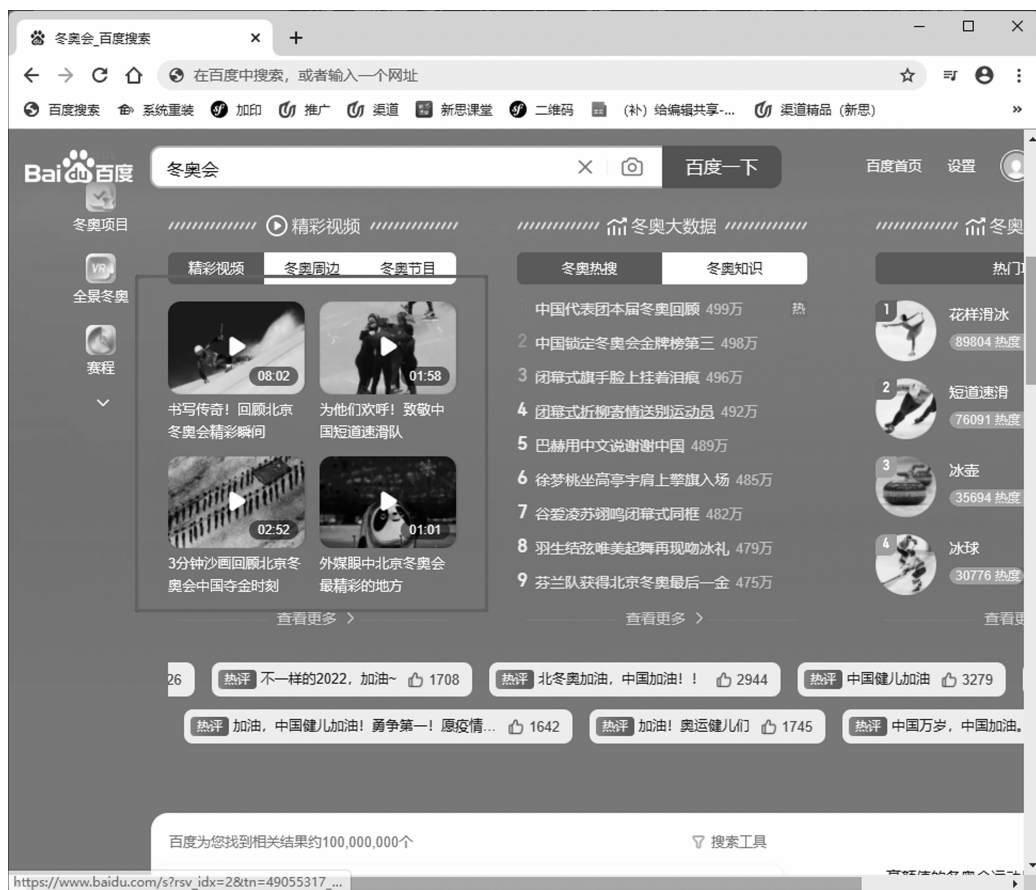 冬奥会_百度搜索
在百度中搜索，或者输入一个网址
百度搜索 系统重装 加印 推广 渠道 新思课堂 二维码 （补）给编辑共享-... 渠道精品（新思） »
Bai du 百度
冬奥会
百度一下
百度首页 设置
冬奥项目
VR
全景冬奥
赛程
精彩视频
精彩视频 冬奥周边 冬奥节目
08:02
书写传奇！回顾北京
冬奥会精彩瞬间
01:58
为他们欢呼！致敬中
国短道速滑队
02:52
3分钟沙画回顾北京冬
奥会中国夺金时刻
01:01
外媒眼中北京冬奥会
最精彩的地方
查看更多
冬奥大数据
冬奥热搜 冬奥知识
中国代表团本届冬奥回顾 499万 热
2 中国锁定冬奥会金牌榜第三 498万
3 闭幕式旗手脸上挂着泪痕 496万
4 闭幕式折柳寄情送别运动员 492万
5 巴赫用中文说谢谢中国 489万
6 徐梦桃坐高亭宇肩上擎旗入场 485万
7 谷爱凌苏翊鸣闭幕式同框 482万
8 羽生结弦唯美起舞再现吻冰礼 479万
9 芬兰队获得北京冬奥最后一金 475万
查看更多
冬奥
热门
1 花样滑冰
89804 热度
2 短道速滑
76091 热度
3 冰壶
35694 热度
4 冰球
30776 热度
查看更
26 热评 不一样的2022，加油~ 1708 热评 北冬奥加油，中国加油！！ 2944 热评 中国健儿加油 3279
热评 加油，中国健儿加油！勇争第一！愿疫情... 1642 热评 加油！奥运健儿们 1745 热评 中国万岁，中国加油。
百度为您找到相关结果约100,000,000个 搜索工具
https://www.baidu.com/s?rsv_idx=2&tn=49055317_...